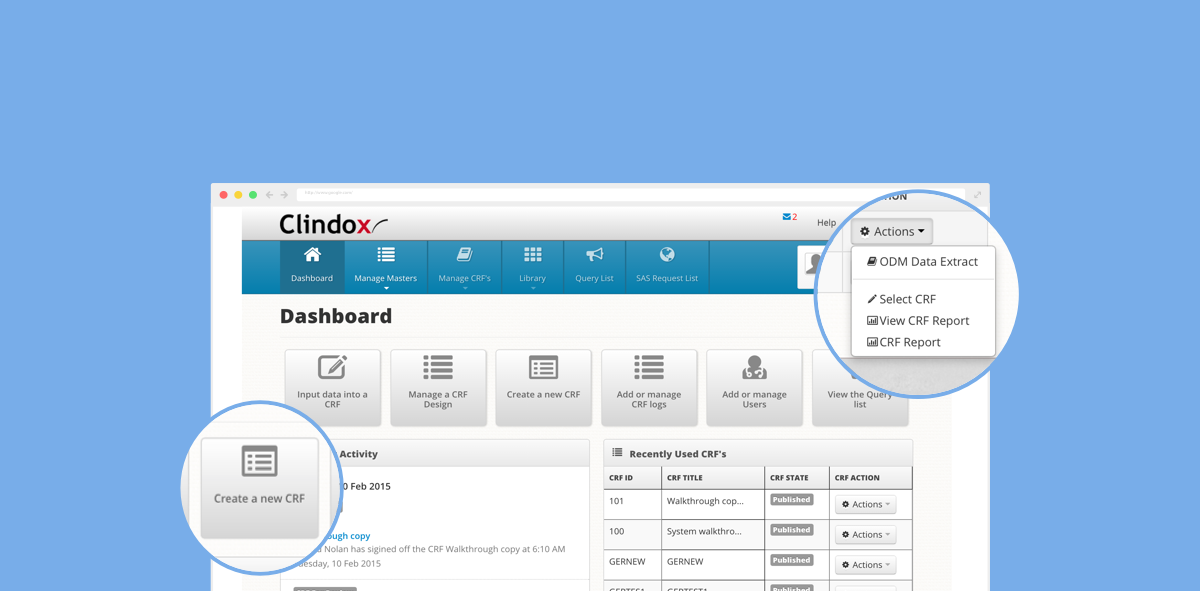 Clindox
2
Help
Dashboard
Manage Masters
Manage CRF's
Library
Query List
SAS Request List
Actions
ODM Data Extract
Select CRF
View CRF Report
CRF Report
Dashboard
Input data into a
CRF
Manage a CRF
Design
Create a new CRF
Add or manage
CRF logs
Add or manage
Users
View the Query
list
Create a new CRF
Activity
0 Feb 2015
ugh copy
Nolan has sigined off the CRF Walkthrough copy at 6:10 AM
esday, 10 Feb 2015
Recently Used CRF's
CRF ID CRF TITLE CRF STATE CRF ACTION
101 Walkthrough cop... Published Actions
100 System walkthro... Published Actions
GERNEW GERNEW Published Actions